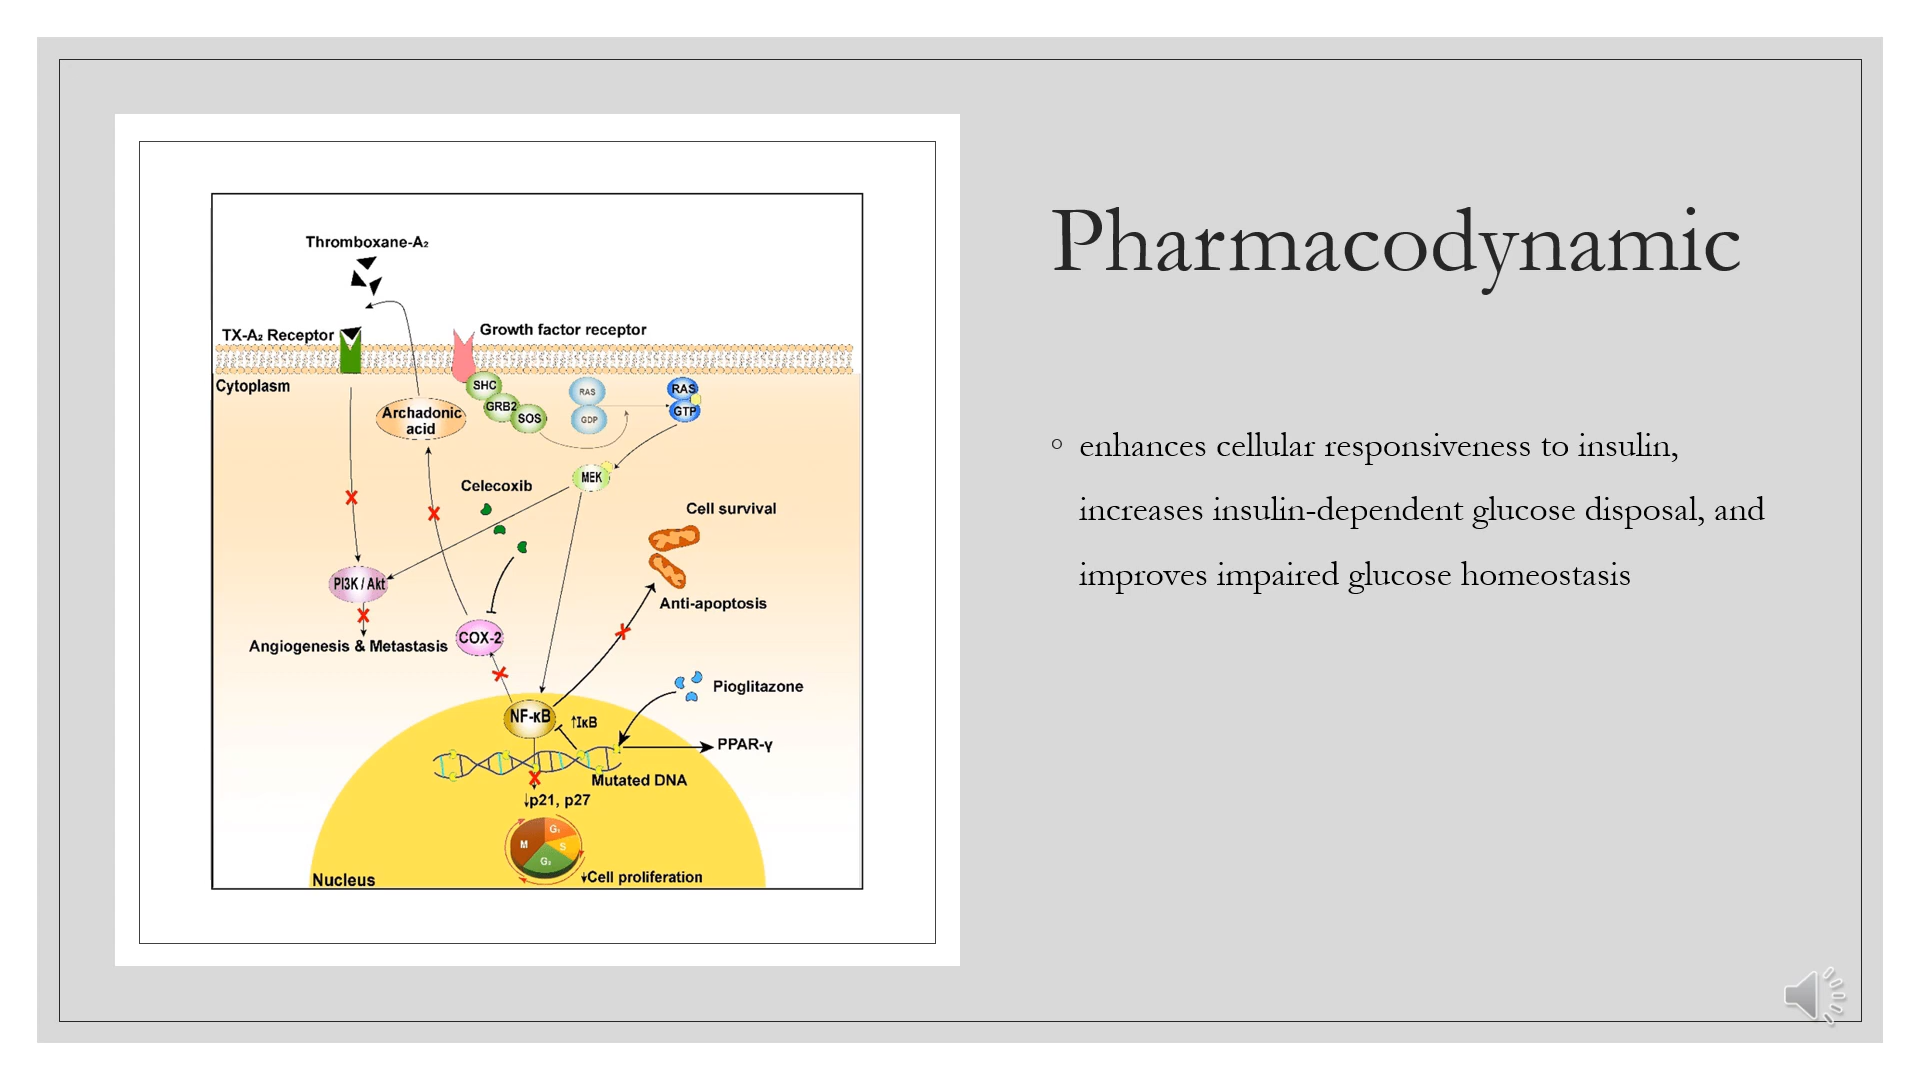 Pharmacodynamic
◦ enhances cellular responsiveness to insulin,
increases insulin-dependent glucose disposal, and
improves impaired glucose homeostasis
Thromboxane-A₂
TX-A₂ Receptor
Growth factor receptor
Cytoplasm
SHC
GRB2
SOS
RAS
GDP
RAS
GTP
Archadonic
acid
MEK
Celecoxib
Cell survival
PI3K / Akt
Anti-apoptosis
COX-2
Angiogenesis & Metastasis
Pioglitazone
NF-κB
↑IκB
PPAR-γ
Mutated DNA
↓p21, p27
G₁
M
S
G₂
↓Cell proliferation
Nucleus